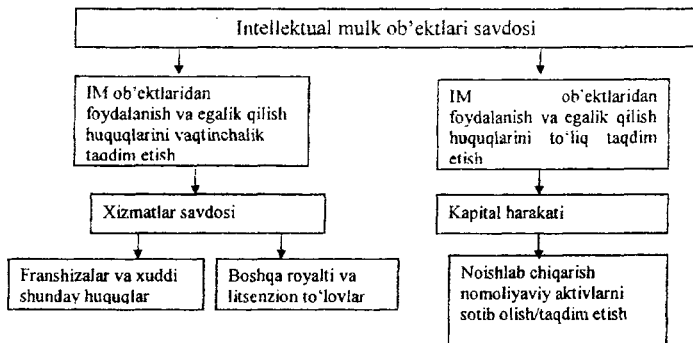 Intellektual mulk ob'ektlari savdosi
IM ob'ektlaridan
foydalanish va egalik qilish
huquqlarini vaqtinchalik
taqdim etish
IM ob'ektlaridan
foydalanish va egalik qilish
huquqlarini to'liq taqdim
etish
Xizmatlar savdosi
Kapital harakati
Franshizalar va xuddi
shunday huquqlar
Boshqa royalti va
litsenzion to'lovlar
Noishlab chiqarish
nomoliyaviy aktivlarni
sotib olish/taqdim etish